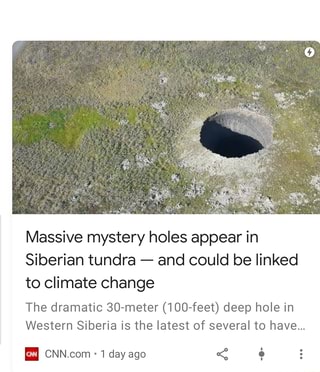 Massive mystery holes appear in
Siberian tundra — and could be linked
to climate change
The dramatic 30-meter (100-feet) deep hole in
Western Siberia is the latest of several to have...
CNN CNN.com · 1 day ago